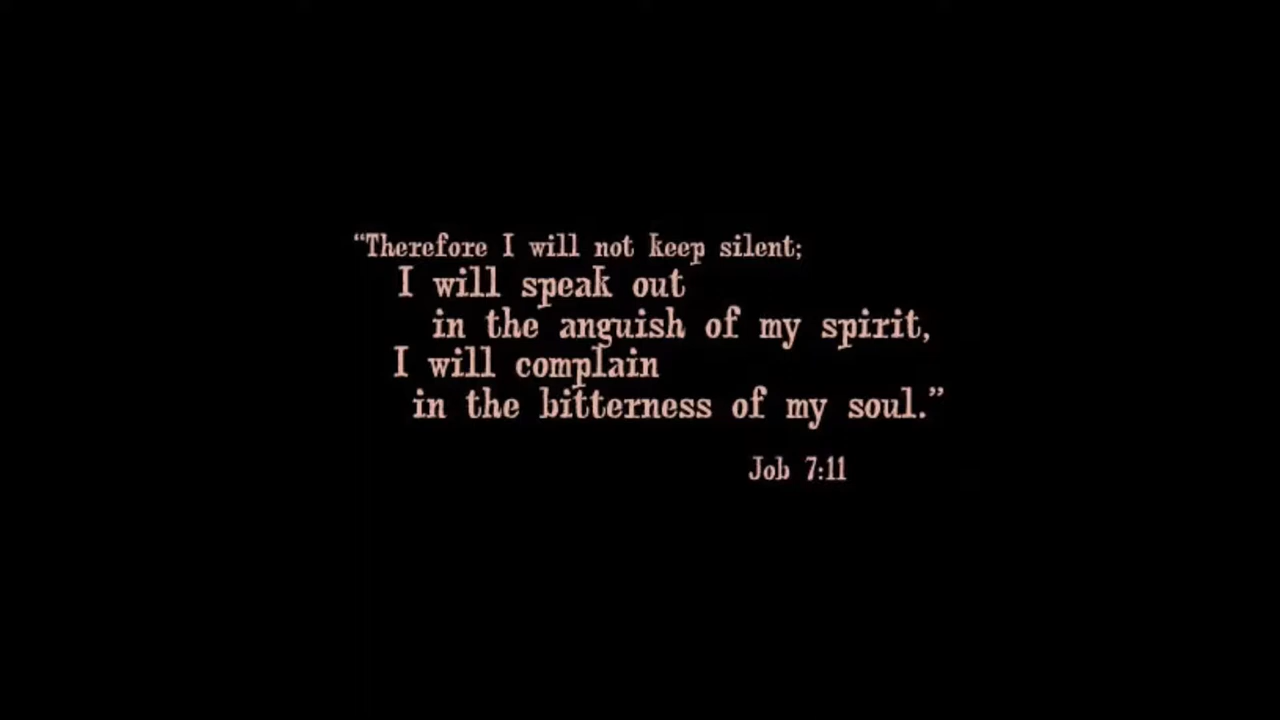 “Therefore I will not keep silent;
I will speak out
in the anguish of my spirit,
I will complain
in the bitterness of my soul.”
Job 7:11